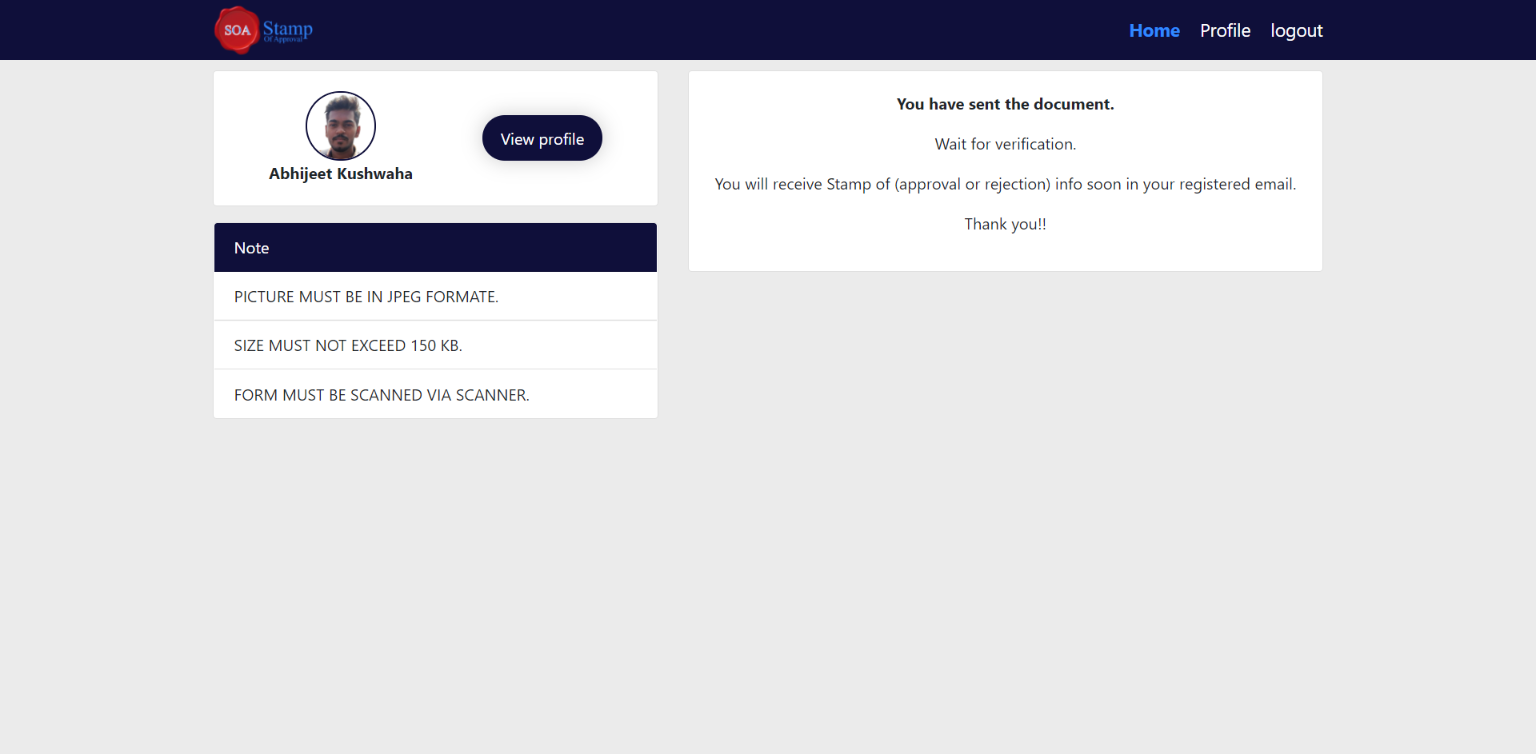 SOA
Stamp
Of Approval
Home
Profile
logout
Abhijeet Kushwaha
View profile
Note
PICTURE MUST BE IN JPEG FORMATE.
SIZE MUST NOT EXCEED 150 KB.
FORM MUST BE SCANNED VIA SCANNER.
You have sent the document.
Wait for verification.
You will receive Stamp of (approval or rejection) info soon in your registered email.
Thank you!!